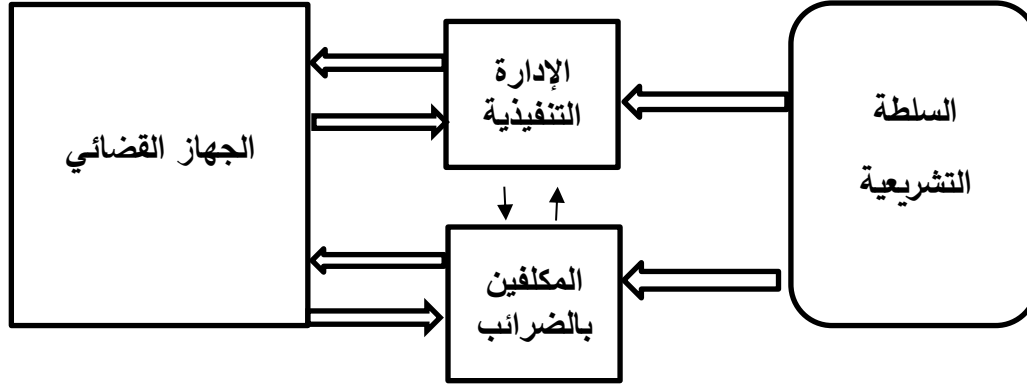 السلطة
التشريعية
الإدارة
التنفيذية
المكلفين
بالضرائب
الجهاز القضائي